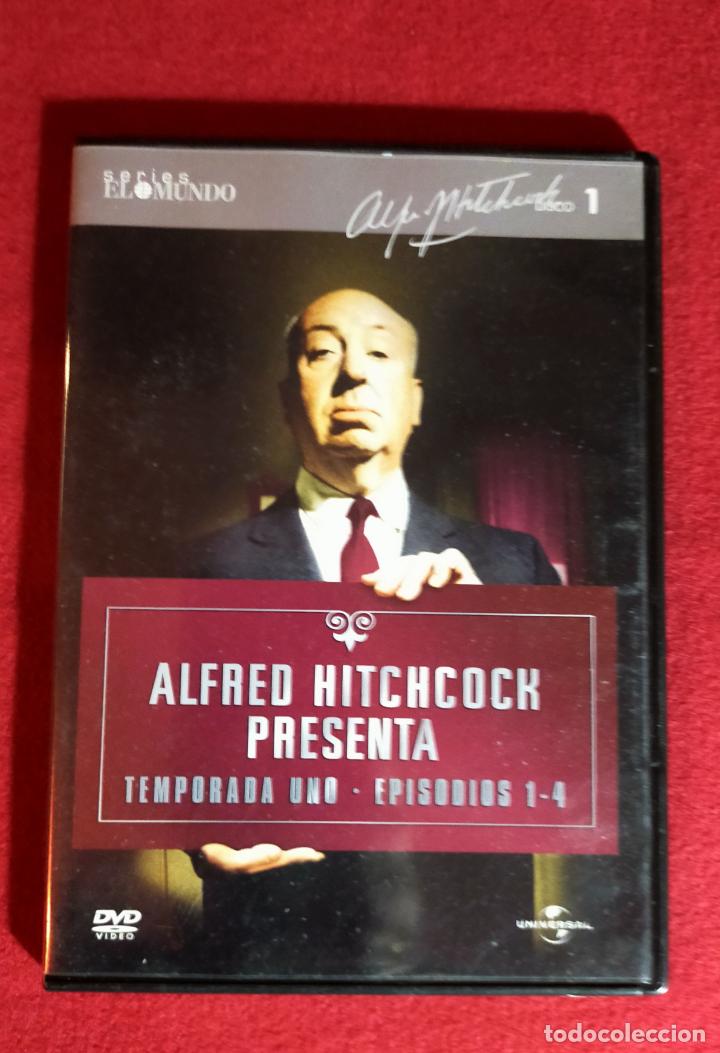 series
EL MUNDO
Alfred Hitchcock
DISCO 1
ALFRED HITCHCOCK
PRESENTA
TEMPORADA UNO · EPISODIOS 1-4
DVD
VIDEO
UNIVERSAL
todocoleccion